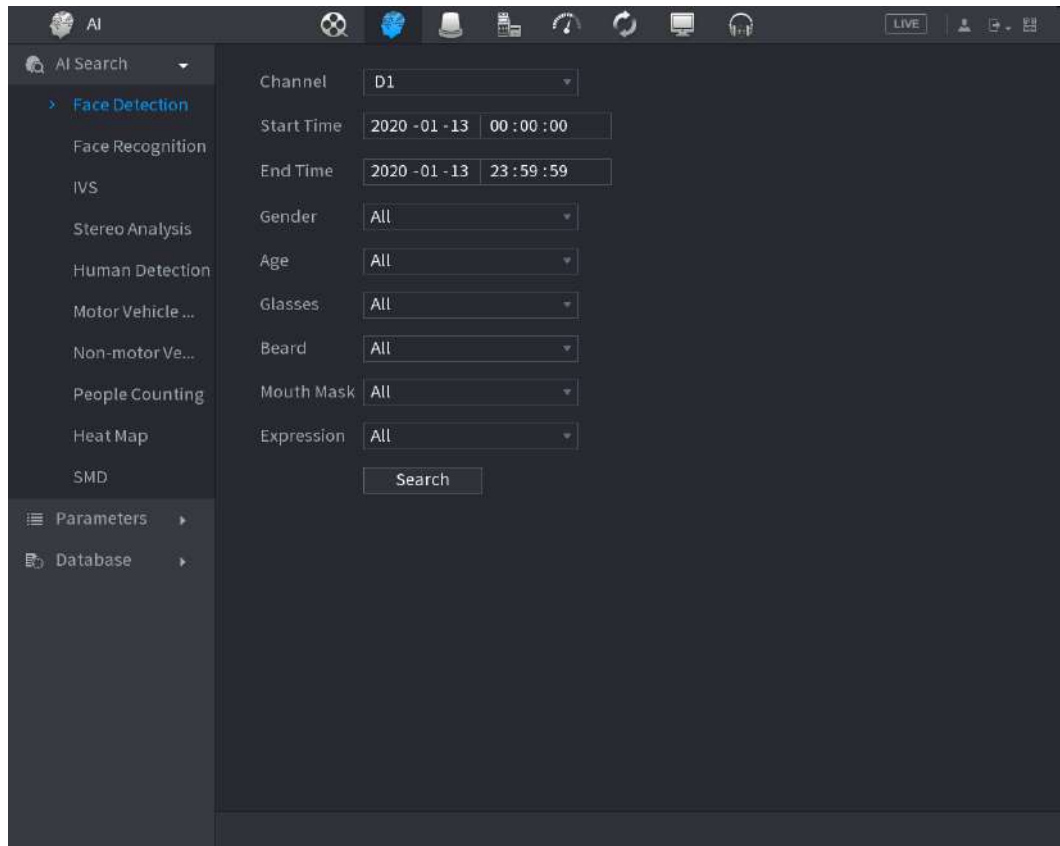 AI
LIVE
AI Search
Face Detection
Face Recognition
IVS
Stereo Analysis
Human Detection
Motor Vehicle ...
Non-motor Ve...
People Counting
Heat Map
SMD
Parameters
Database
Channel D1
Start Time 2020 -01 -13 00 :00 :00
End Time 2020 -01 -13 23 :59 :59
Gender All
Age All
Glasses All
Beard All
Mouth Mask All
Expression All
Search